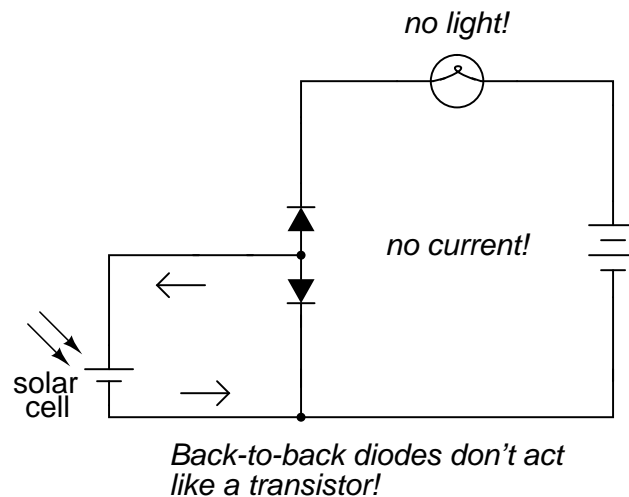 no light!
no current!
solar
cell
Back-to-back diodes don't act
like a transistor!